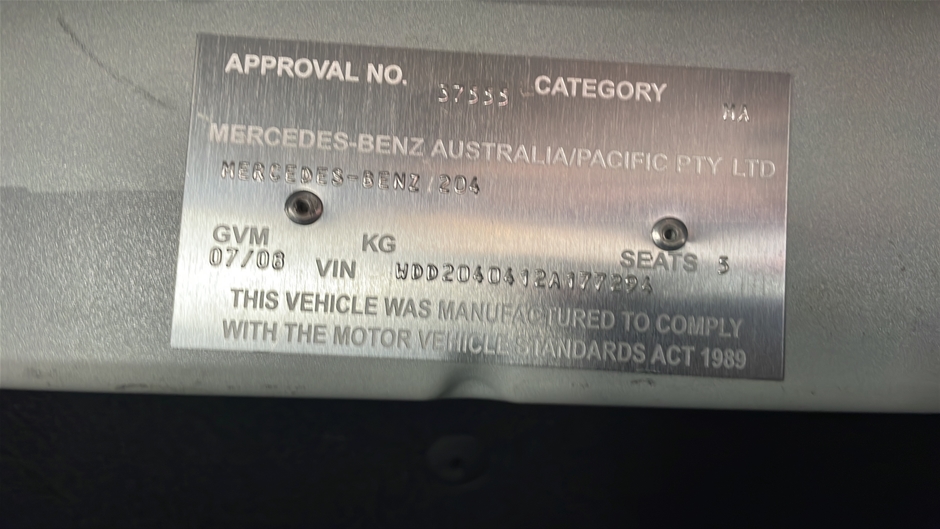 APPROVAL NO. 37533 CATEGORY MA
MERCEDES-BENZ AUSTRALIA/PACIFIC PTY LTD
MERCEDES-BENZ 204
GVM KG SEATS 5
07/08 VIN WDD2040412A177294
THIS VEHICLE WAS MANUFACTURED TO COMPLY
WITH THE MOTOR VEHICLE STANDARDS ACT 1989